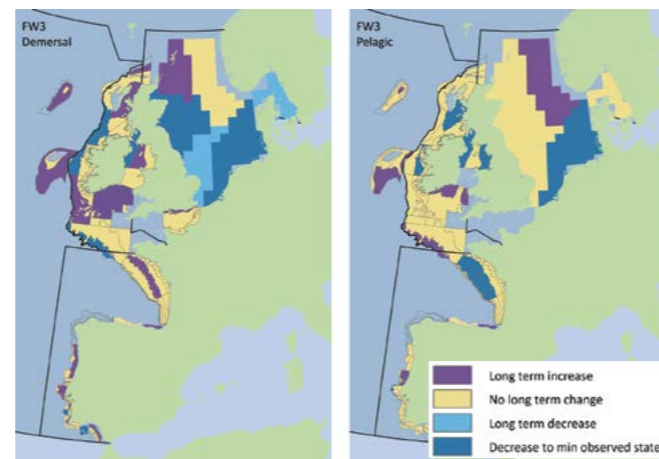 FW3
Demersal
FW3
Pelagic
Long term increase
No long term change
Long term decrease
Decrease to min observed state